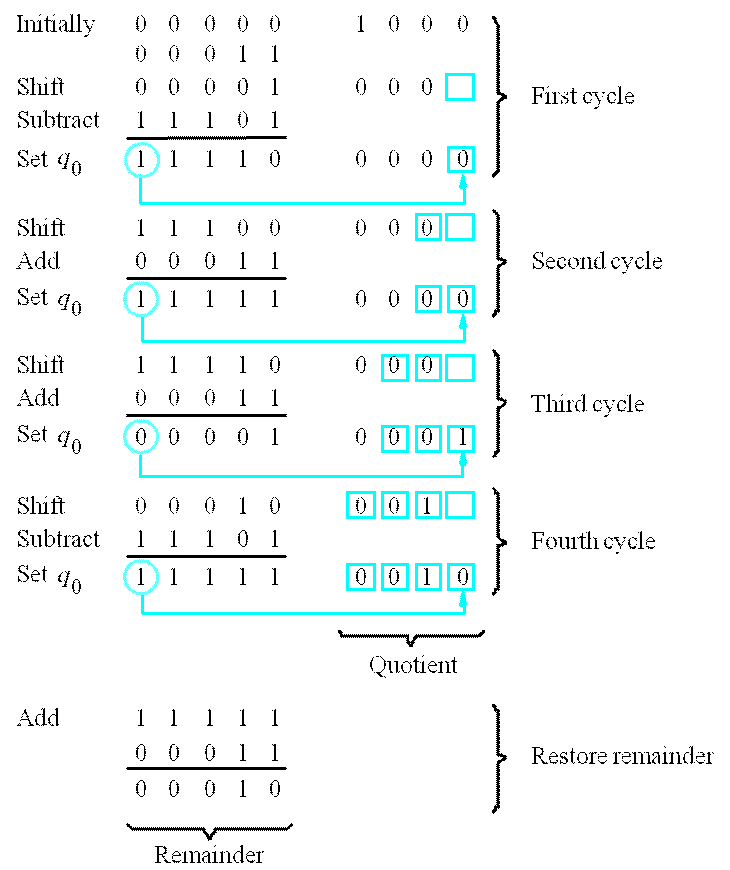 Initially 0 0 0 0 0 1 0 0 0
0 0 0 1 1
Shift 0 0 0 0 1 0 0 0
Subtract 1 1 1 0 1
First cycle
Set q0 1 1 1 1 0 0 0 0 0
Shift 1 1 1 0 0 0 0 0
Add 0 0 0 1 1
Second cycle
Set q0 1 1 1 1 1 0 0 0 0
Shift 1 1 1 1 0 0 0 0
Add 0 0 0 1 1
Third cycle
Set q0 0 0 0 0 1 0 0 0 1
Shift 0 0 0 1 0 0 0 1
Subtract 1 1 1 0 1
Fourth cycle
Set q0 1 1 1 1 1 0 0 1 0
Quotient
Add 1 1 1 1 1
0 0 0 1 1
Restore remainder
0 0 0 1 0
Remainder